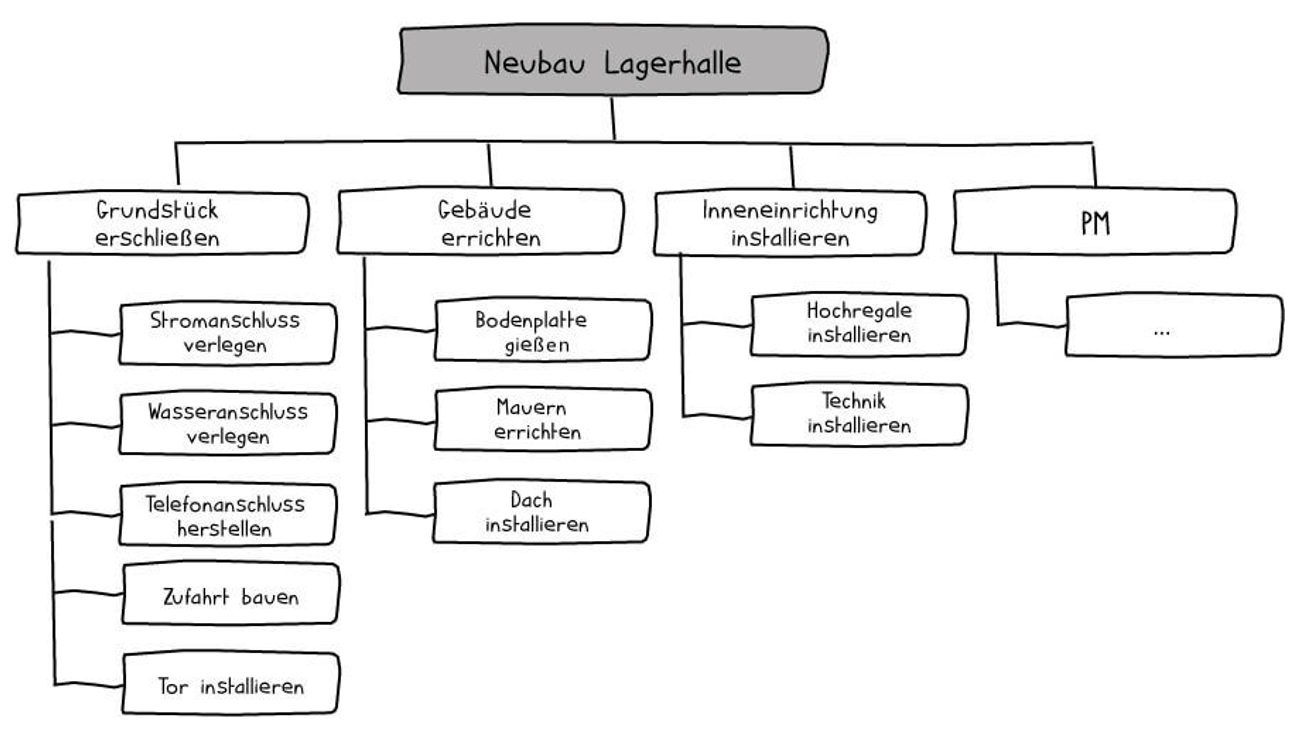 Neubau Lagerhalle
Grundstück
erschließen
Stromanschluss
verlegen
Wasseranschluss
verlegen
Telefonanschluss
herstellen
Zufahrt bauen
Tor installieren
Gebäude
errichten
Bodenplatte
gießen
Mauern
errichten
Dach
installieren
Inneneinrichtung
installieren
Hochregale
installieren
Technik
installieren
PM
...